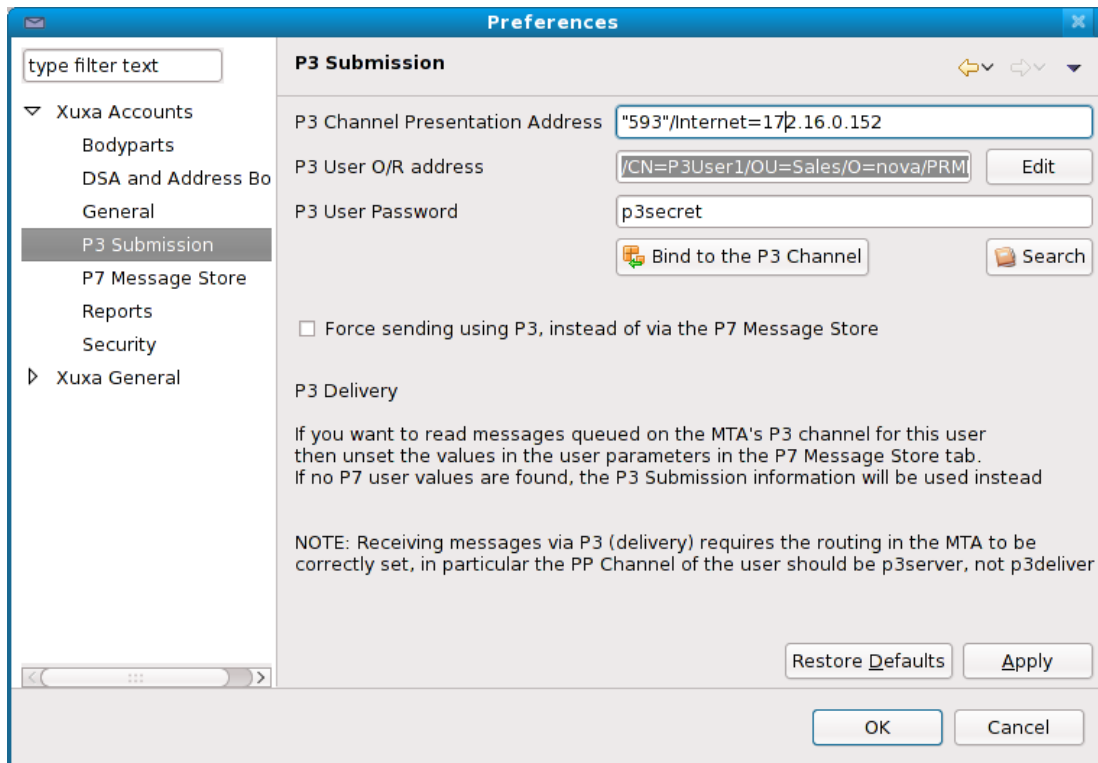 Preferences
type filter text
P3 Submission
Xuxa Accounts
Bodyparts
DSA and Address Bo
General
P3 Submission
P7 Message Store
Reports
Security
Xuxa General
P3 Channel Presentation Address "593"/Internet=172.16.0.152
P3 User O/R address /CN=P3User1/OU=Sales/O=nova/PRM Edit
P3 User Password p3secret
Bind to the P3 Channel Search
Force sending using P3, instead of via the P7 Message Store
P3 Delivery
If you want to read messages queued on the MTA's P3 channel for this user
then unset the values in the user parameters in the P7 Message Store tab.
If no P7 user values are found, the P3 Submission information will be used instead
NOTE: Receiving messages via P3 (delivery) requires the routing in the MTA to be
correctly set, in particular the PP Channel of the user should be p3server, not p3deliver
Restore Defaults Apply
OK Cancel